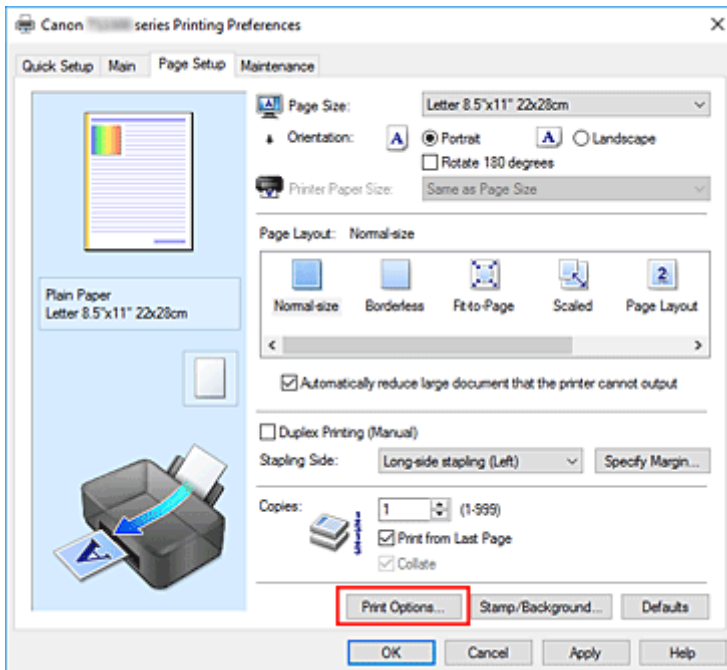 Canon series Printing Preferences
Quick Setup Main Page Setup Maintenance
Page Size: Letter 8.5"x11" 22x28cm
Orientation: A Portrait A Landscape
Rotate 180 degrees
Printer Paper Size: Same as Page Size
Page Layout: Normal-size
2
Normal-size Borderless Fit-to-Page Scaled Page Layout
Plain Paper
Letter 8.5"x11" 22x28cm
Automatically reduce large document that the printer cannot output
Duplex Printing (Manual)
Stapling Side: Long-side stapling (Left) Specify Margin...
Copies: 1 (1-999)
Print from Last Page
Collate
A
Print Options... Stamp/Background... Defaults
OK Cancel Apply Help